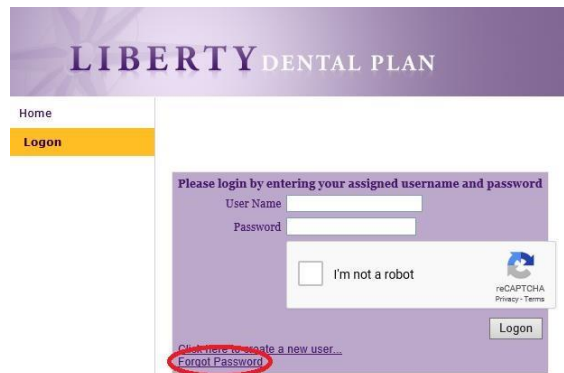 LIBERTY DENTAL PLAN
Home
Logon
Please login by entering your assigned username and password
User Name
Password
I'm not a robot
reCAPTCHA
Privacy - Terms
Logon
Click here to create a new user...
Forgot Password